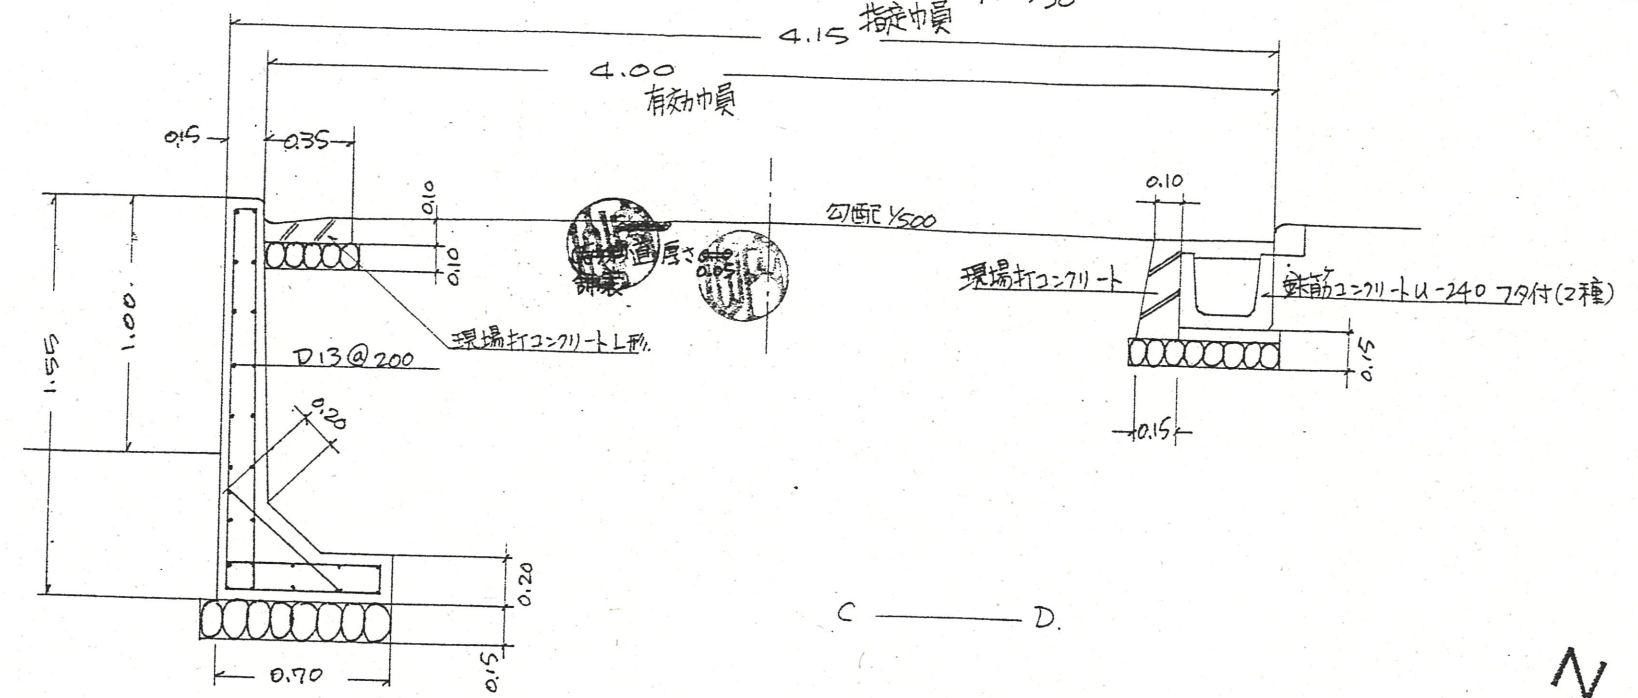 指定巾員
4.15
4.00
有効巾員
0.15
0.35
0.10
0.10
0.10
勾配 1/500
厚さ
0.05
現場打コンクリート
鉄筋コンクリートU-240 フタ付(2種)
現場打コンクリートL形.
D13@200
1.00
1.55
0.20
0.15
0.15
0.20
0.15
0.70
C ——— D.
N